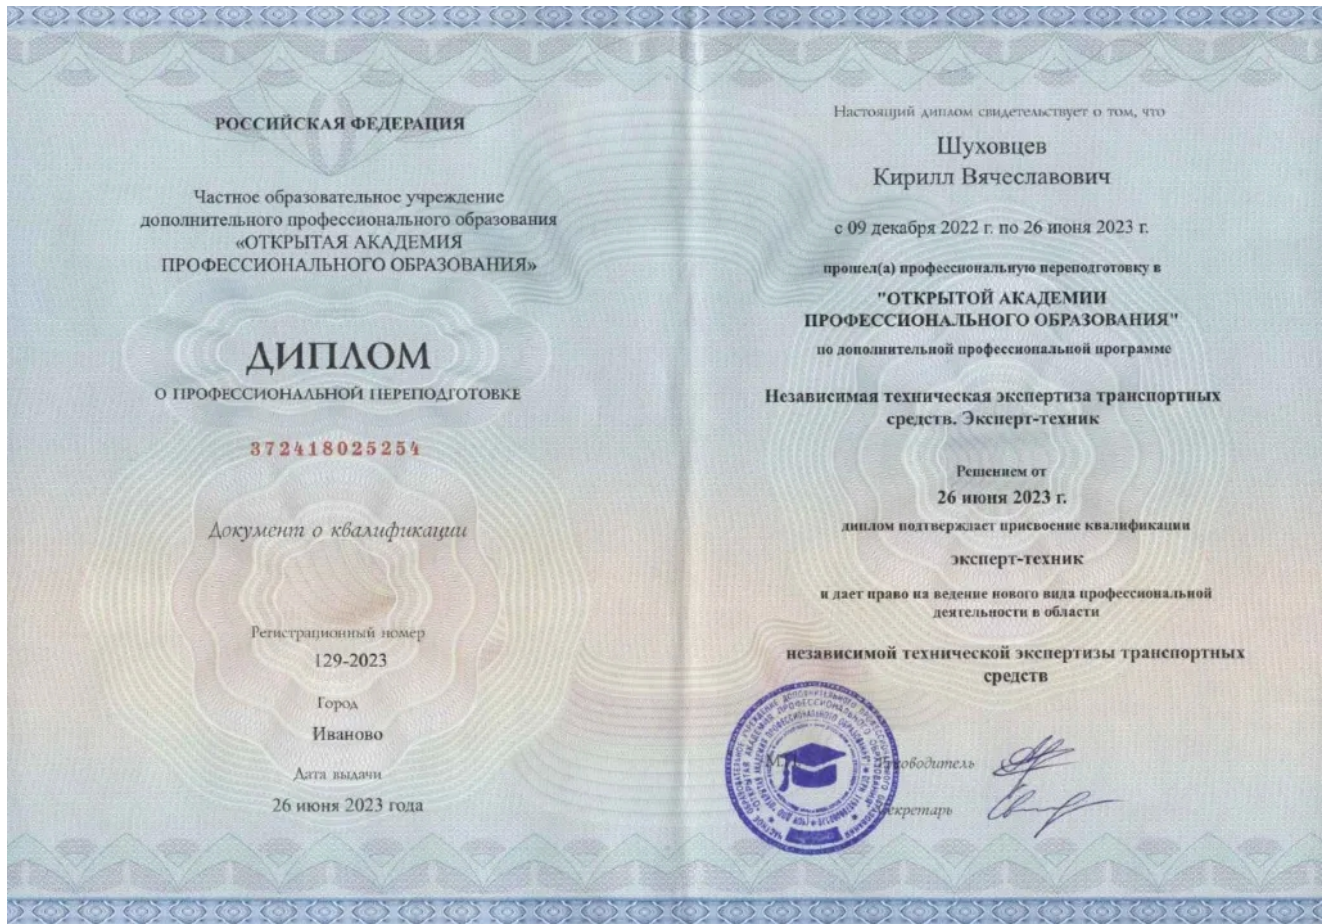 РОССИЙСКАЯ ФЕДЕРАЦИЯ
Частное образовательное учреждение
дополнительного профессионального образования
«ОТКРЫТАЯ АКАДЕМИЯ
ПРОФЕССИОНАЛЬНОГО ОБРАЗОВАНИЯ»
ДИПЛОМ
О ПРОФЕССИОНАЛЬНОЙ ПЕРЕПОДГОТОВКЕ
372418025254
Документ о квалификации
Регистрационный номер
129-2023
Город
Иваново
Дата выдачи
26 июня 2023 года
Настоящий диплом свидетельствует о том, что
Шуховцев
Кирилл Вячеславович
с 09 декабря 2022 г. по 26 июня 2023 г.
прошел(а) профессиональную переподготовку в
"ОТКРЫТОЙ АКАДЕМИИ
ПРОФЕССИОНАЛЬНОГО ОБРАЗОВАНИЯ"
по дополнительной профессиональной программе
Независимая техническая экспертиза транспортных
средств. Эксперт-техник
Решением от
26 июня 2023 г.
диплом подтверждает присвоение квалификации
эксперт-техник
и дает право на ведение нового вида профессиональной
деятельности в области
независимой технической экспертизы транспортных
средств
М.П.
Руководитель
Секретарь